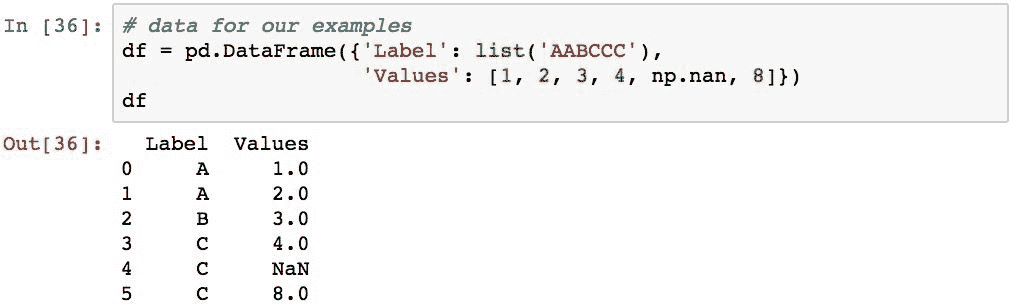 In [36]: # data for our examples
df = pd.DataFrame({'Label': list('AABCCC'),
'Values': [1, 2, 3, 4, np.nan, 8]})
df
Out[36]: Label Values
0 A 1.0
1 A 2.0
2 B 3.0
3 C 4.0
4 C NaN
5 C 8.0